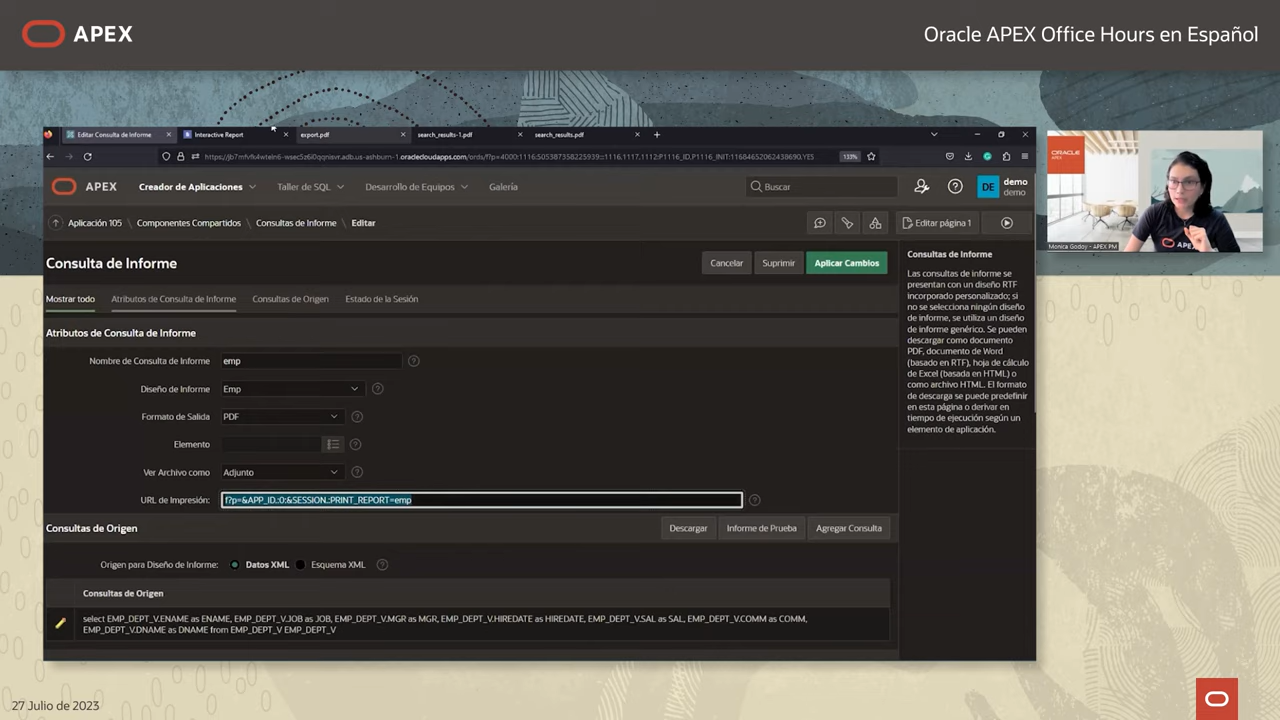 APEX
Oracle APEX Office Hours en Español
Editar Consulta de Informe
Interactive Report
export.pdf
search_results-1.pdf
search_results.pdf
133%
APEX
Creador de Aplicaciones
Taller de SQL
Desarrollo de Equipos
Galería
Buscar
DE
demo
demo
Aplicación 105
Componentes Compartidos
Consultas de Informe
Editar
Editar página 1
Consulta de Informe
Cancelar
Suprimir
Aplicar Cambios
Mostrar todo
Atributos de Consulta de Informe
Consultas de Origen
Estado de la Sesión
Atributos de Consulta de Informe
Nombre de Consulta de Informe
emp
Diseño de Informe
Emp
Formato de Salida
PDF
Elemento
Ver Archivo como
Adjunto
URL de Impresión:
f?p=&APP_ID.:0:&SESSION.:PRINT_REPORT=emp
Consultas de Origen
Descargar
Informe de Prueba
Agregar Consulta
Origen para Diseño de Informe:
Datos XML
Esquema XML
Consultas de Origen
select EMP_DEPT_V.ENAME as ENAME, EMP_DEPT_V.JOB as JOB, EMP_DEPT_V.MGR as MGR, EMP_DEPT_V.HIREDATE as HIREDATE, EMP_DEPT_V.SAL as SAL, EMP_DEPT_V.COMM as COMM,
EMP_DEPT_V.DNAME as DNAME from EMP_DEPT_V EMP_DEPT_V
Consultas de Informe
Las consultas de informe se
presentan con un diseño RTF
incorporado personalizado; si
no se selecciona ningún diseño
de informe, se utiliza un diseño
de informe genérico. Se pueden
descargar como documento
PDF, documento de Word
(basado en RTF), hoja de cálculo
de Excel (basada en HTML) o
como archivo HTML. El formato
de descarga se puede predefinir
en esta página o derivar en
tiempo de ejecución según un
elemento de aplicación.
ORACLE
APEX
APEX
Monica Godoy - APEX PM
27 Julio de 2023